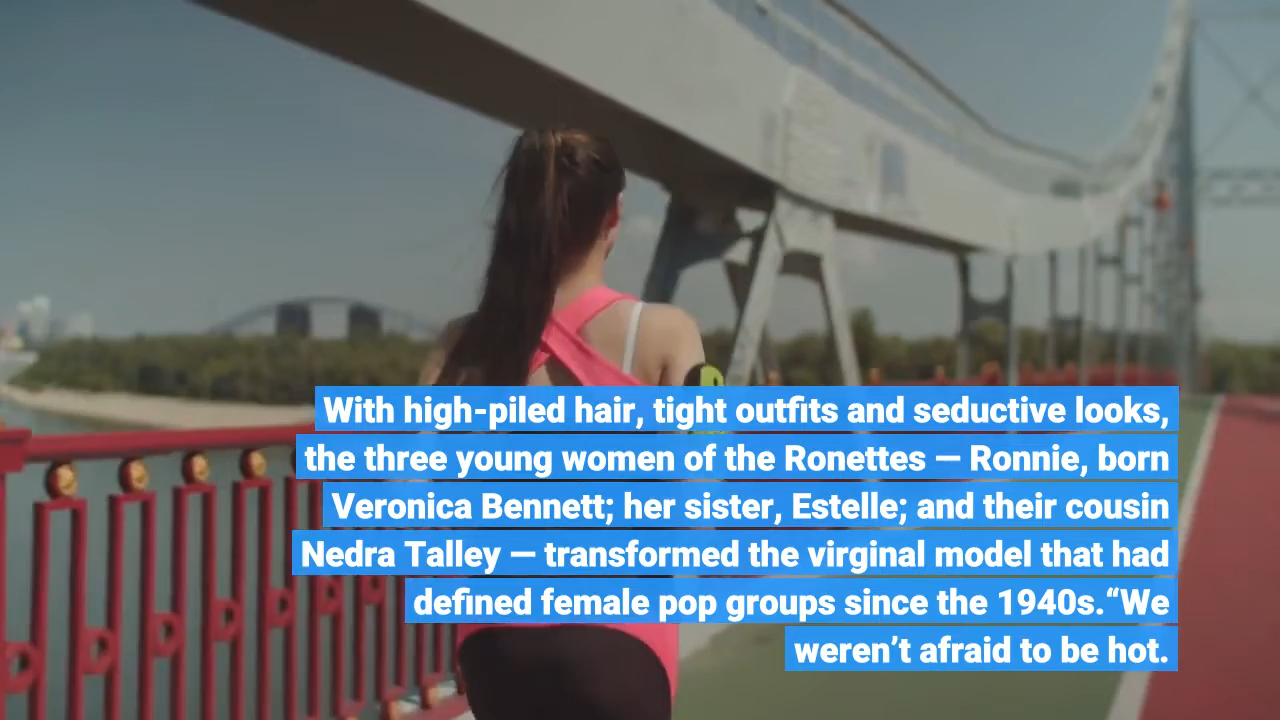 With high-piled hair, tight outfits and seductive looks,
the three young women of the Ronettes — Ronnie, born
Veronica Bennett; her sister, Estelle; and their cousin
Nedra Talley — transformed the virginal model that had
defined female pop groups since the 1940s.“We
weren’t afraid to be hot.